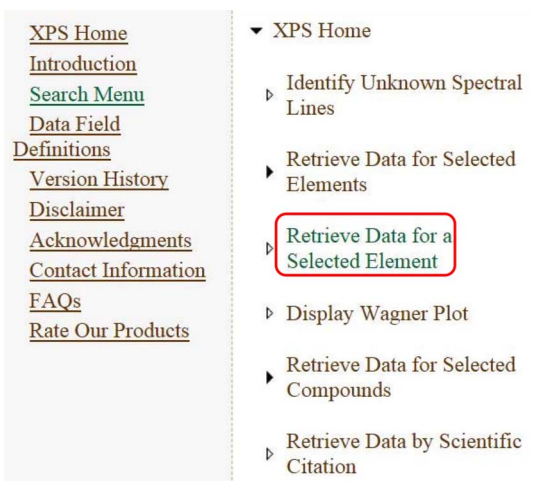 XPS Home
Introduction
Search Menu
Data Field
Definitions
Version History
Disclaimer
Acknowledgments
Contact Information
FAQs
Rate Our Products
XPS Home
Identify Unknown Spectral
Lines
Retrieve Data for Selected
Elements
Retrieve Data for a
Selected Element
Display Wagner Plot
Retrieve Data for Selected
Compounds
Retrieve Data by Scientific
Citation